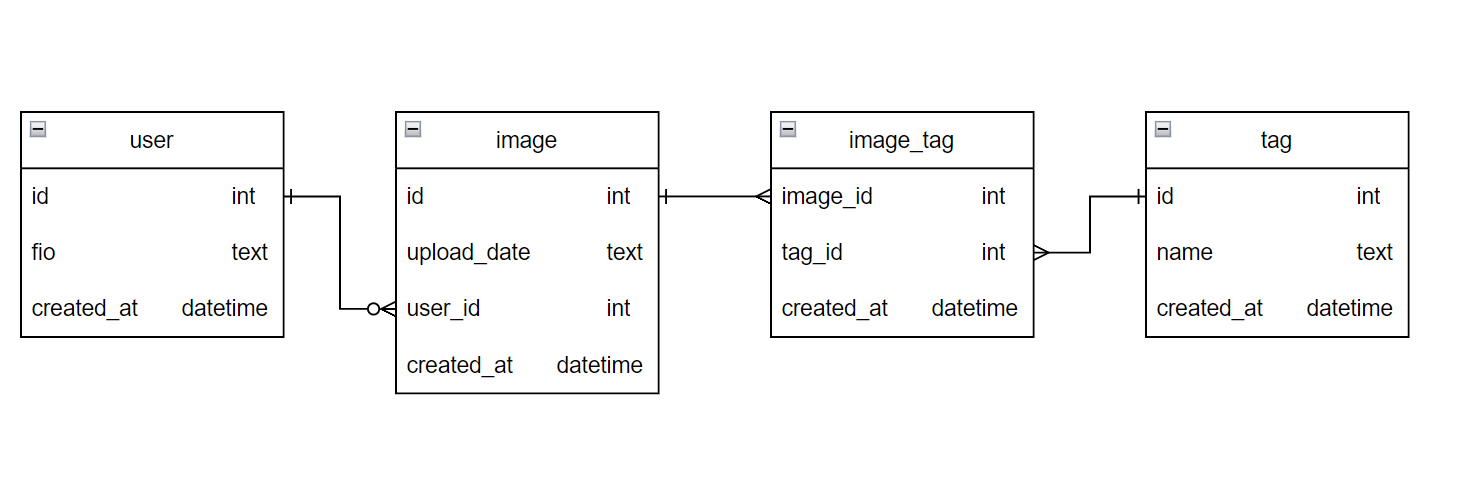 user
id int
fio text
created_at datetime
image
id int
upload_date text
user_id int
created_at datetime
image_tag
image_id int
tag_id int
created_at datetime
tag
id int
name text
created_at datetime